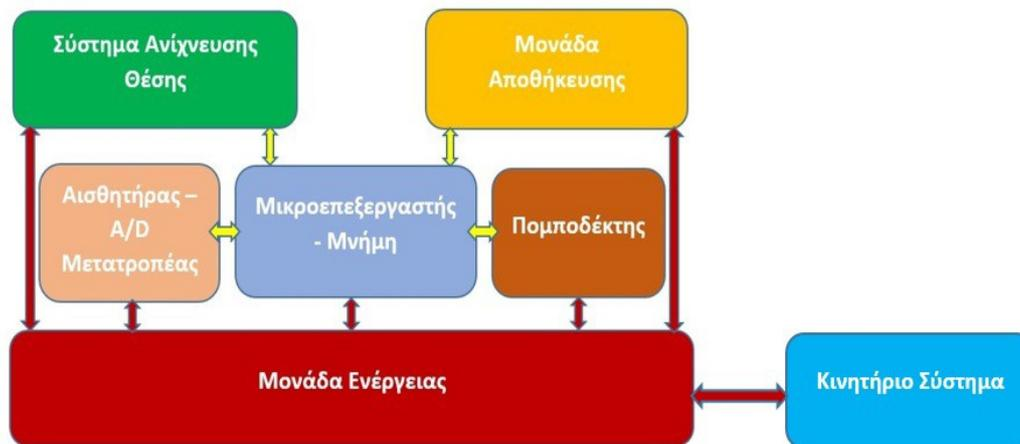 Σύστημα Ανίχνευσης
Θέσης
Μονάδα
Αποθήκευσης
Αισθητήρας –
A/D
Μετατροπέας
Μικροεπεξεργαστής
- Μνήμη
Πομποδέκτης
Μονάδα Ενέργειας
Κινητήριο Σύστημα